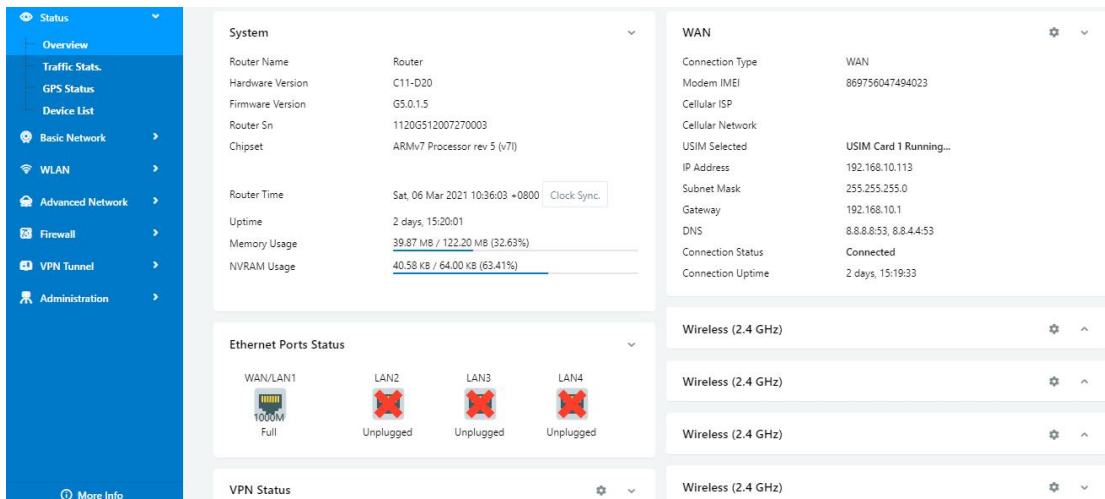 Status
Overview
Traffic Stats.
GPS Status
Device List
Basic Network
WLAN
Advanced Network
Firewall
VPN Tunnel
Administration
More Info
System
Router Name Router
Hardware Version C11-D20
Firmware Version G5.0.1.5
Router Sn 1120G512007270003
Chipset ARMv7 Processor rev 5 (v7l)
Router Time Sat, 06 Mar 2021 10:36:03 +0800 Clock Sync.
Uptime 2 days, 15:20:01
Memory Usage 39.87 MB / 122.20 MB (32.63%)
NVRAM Usage 40.58 KB / 64.00 KB (63.41%)
Ethernet Ports Status
WAN/LAN1 LAN2 LAN3 LAN4
1000M
Full Unplugged Unplugged Unplugged
VPN Status
WAN
Connection Type WAN
Modem IMEI 869756047494023
Cellular ISP
Cellular Network
USIM Selected USIM Card 1 Running...
IP Address 192.168.10.113
Subnet Mask 255.255.255.0
Gateway 192.168.10.1
DNS 8.8.8.8:53, 8.8.4.4:53
Connection Status Connected
Connection Uptime 2 days, 15:19:33
Wireless (2.4 GHz)
Wireless (2.4 GHz)
Wireless (2.4 GHz)
Wireless (2.4 GHz)